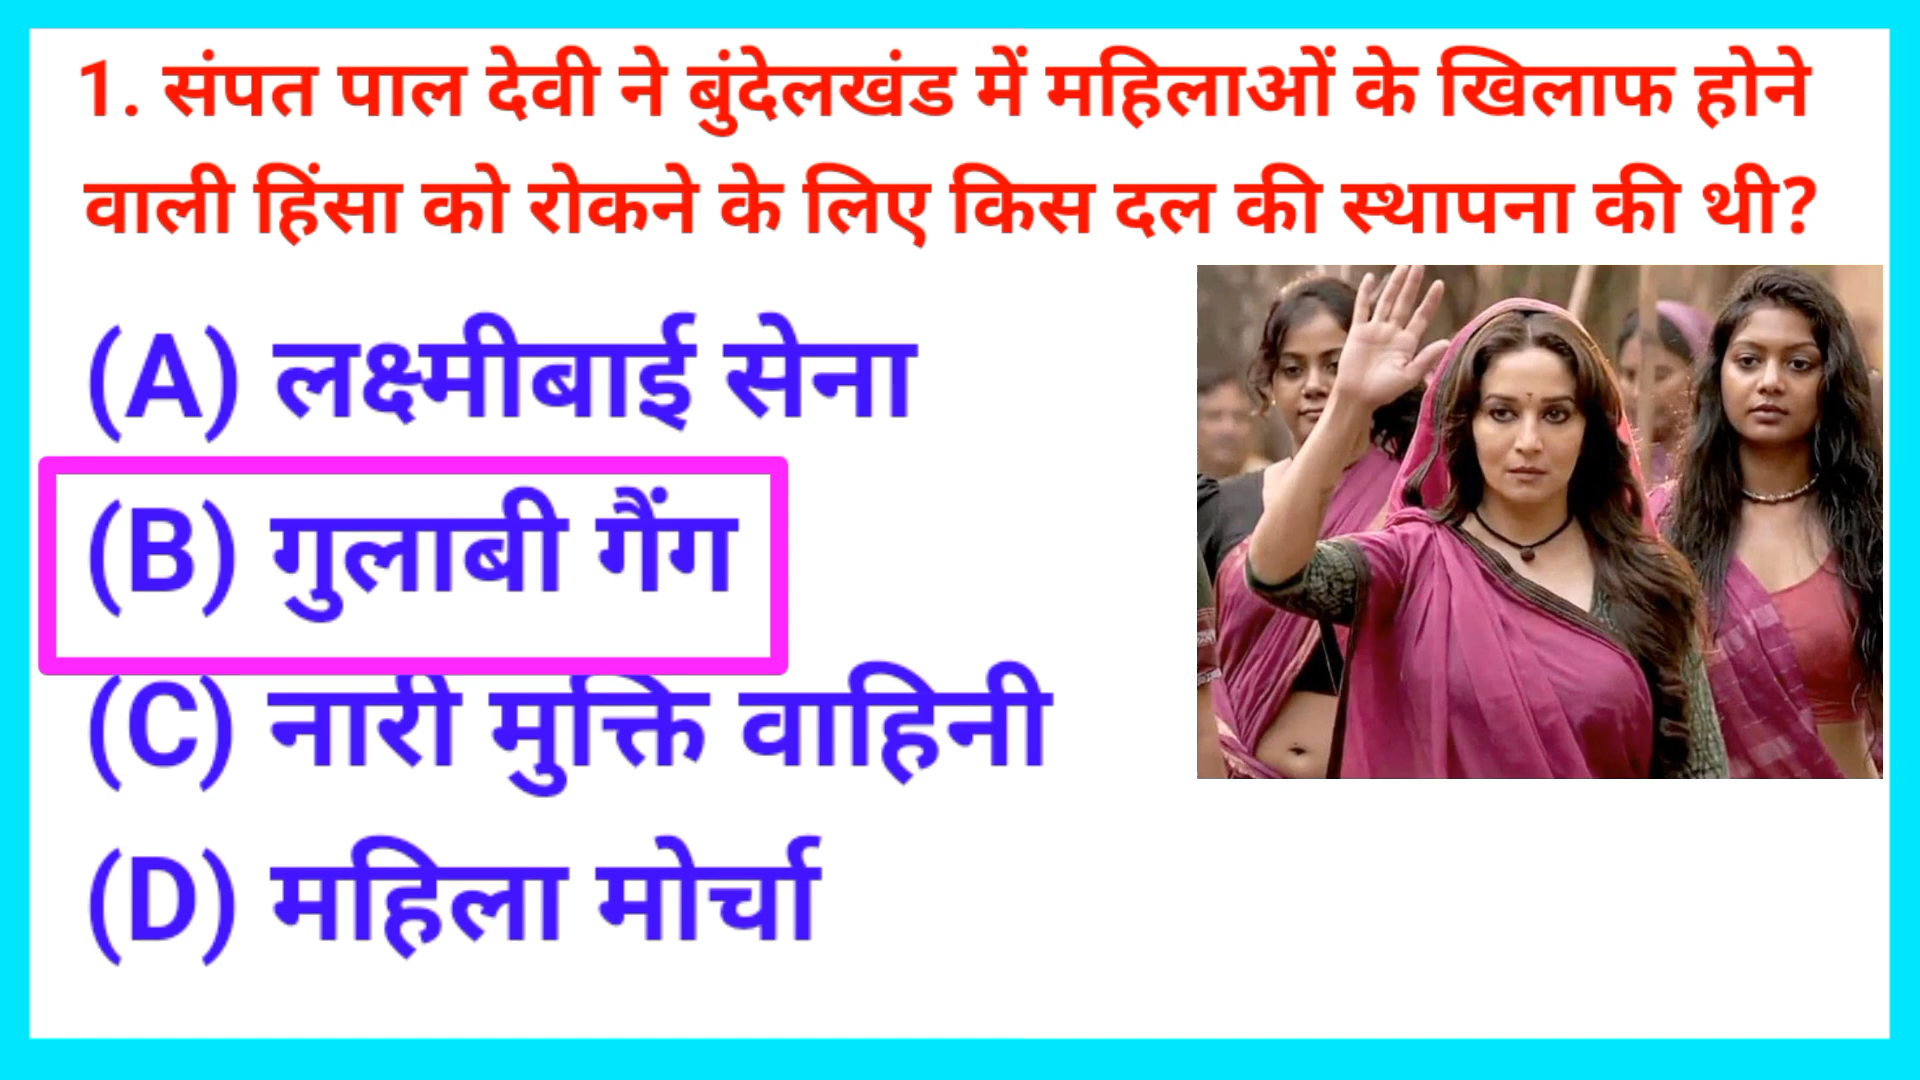 1. संपत पाल देवी ने बुंदेलखंड में महिलाओं के खिलाफ होने
वाली हिंसा को रोकने के लिए किस दल की स्थापना की थी?
(A) लक्ष्मीबाई सेना
(B) गुलाबी गैंग
(C) नारी मुक्ति वाहिनी
(D) महिला मोर्चा